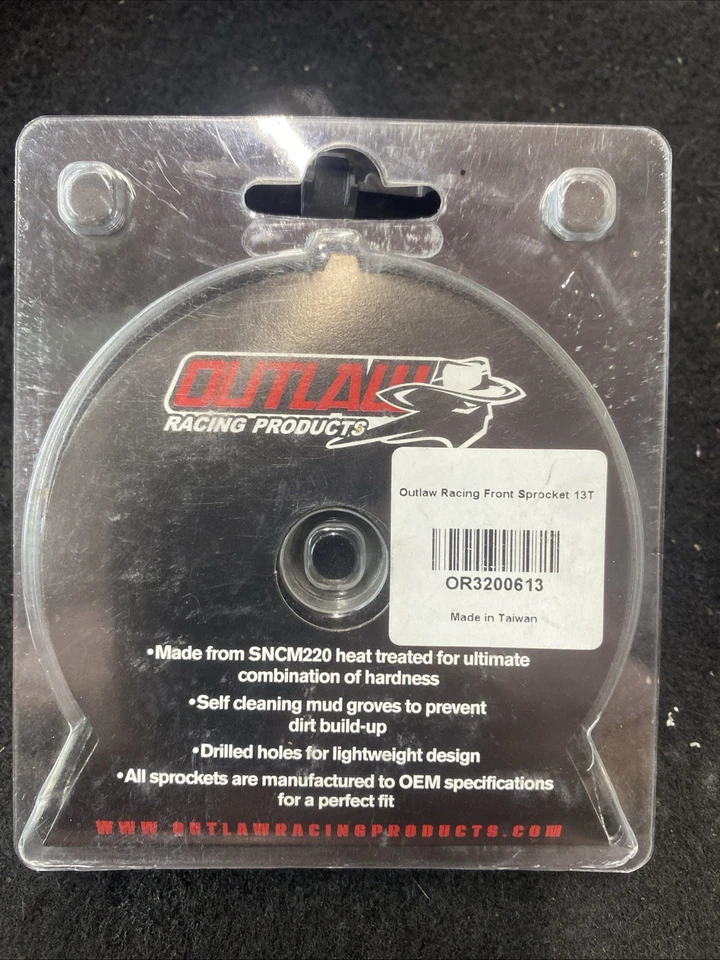 OUTLAW
RACING PRODUCTS
Outlaw Racing Front Sprocket 13T
OR3200613
Made in Taiwan
•Made from SNCM220 heat treated for ultimate
combination of hardness
•Self cleaning mud groves to prevent
dirt build-up
•Drilled holes for lightweight design
•All sprockets are manufactured to OEM specifications
for a perfect fit
WWW.OUTLAWRACINGPRODUCTS.COM